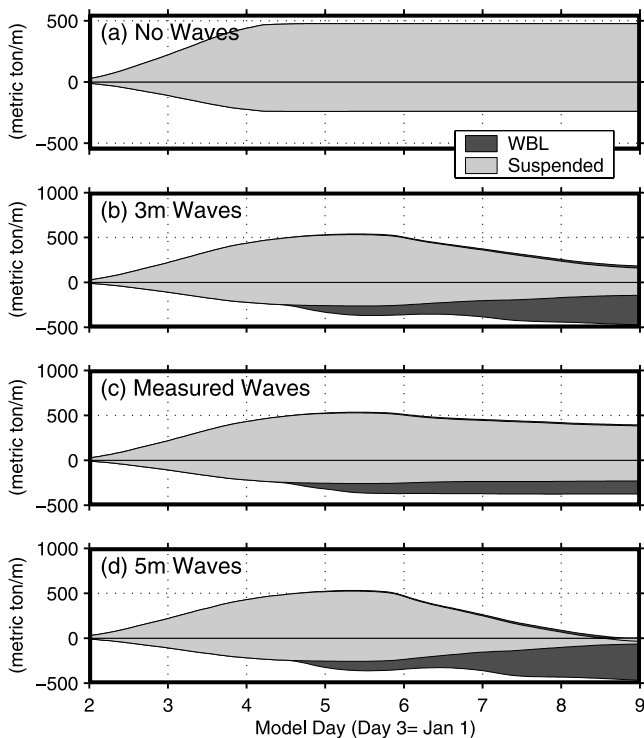 500
(a) No Waves
0
−500
(metric ton/m)
WBL
Suspended
1000
(b) 3m Waves
500
0
−500
(metric ton/m)
1000
(c) Measured Waves
500
0
−500
(metric ton/m)
1000
(d) 5m Waves
500
0
−500
(metric ton/m)
2 3 4 5 6 7 8 9
Model Day (Day 3= Jan 1)